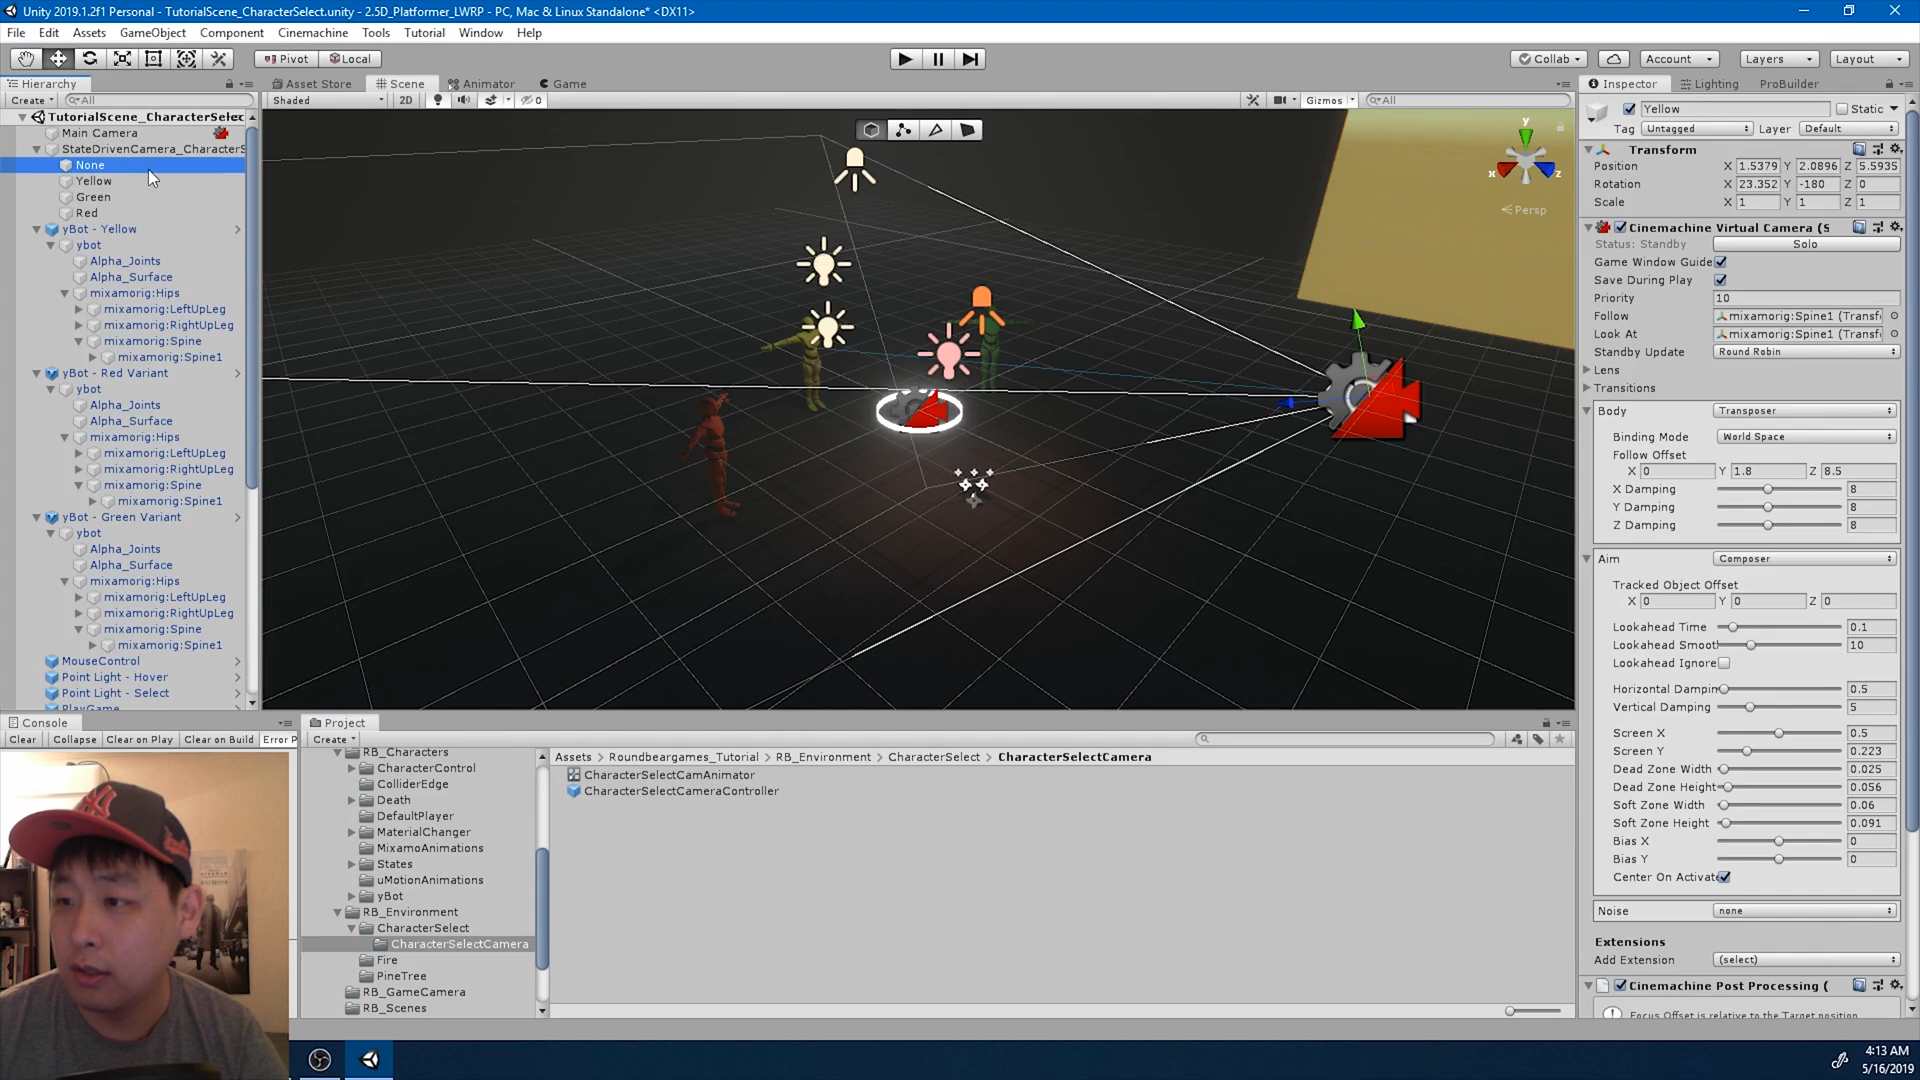 Unity 2019.1.2f1 Personal - TutorialScene_CharacterSelect.unity - 2.5D_Platformer_LWRP - PC, Mac & Linux Standalone* <DX11>
File Edit Assets GameObject Component Cinemachine Tools Tutorial Window Help
Pivot Local Collab Account Layers Layout
Hierarchy Asset Store Scene Animator Game Inspector Lighting ProBuilder
Create All Shaded 2D 0 Gizmos All
TutorialScene_CharacterSelec
Main Camera
StateDrivenCamera_CharacterS
None
Yellow
Green
Red
yBot - Yellow
ybot
Alpha_Joints
Alpha_Surface
mixamorig:Hips
mixamorig:LeftUpLeg
mixamorig:RightUpLeg
mixamorig:Spine
mixamorig:Spine1
yBot - Red Variant
ybot
Alpha_Joints
Alpha_Surface
mixamorig:Hips
mixamorig:LeftUpLeg
mixamorig:RightUpLeg
mixamorig:Spine
mixamorig:Spine1
yBot - Green Variant
ybot
Alpha_Joints
Alpha_Surface
mixamorig:Hips
mixamorig:LeftUpLeg
mixamorig:RightUpLeg
mixamorig:Spine
mixamorig:Spine1
MouseControl
Point Light - Hover
Point Light - Select
PlayGame
y
x z
Persp
Yellow Static
Tag Untagged Layer Default
Transform
Position X 1.5379 Y 2.0896 Z 5.5935
Rotation X 23.352 Y -180 Z 0
Scale X 1 Y 1 Z 1
Cinemachine Virtual Camera (S
Status: Standby Solo
Game Window Guide
Save During Play
Priority 10
Follow mixamorig:Spine1 (Transf
Look At mixamorig:Spine1 (Transf
Standby Update Round Robin
Lens
Transitions
Body Transposer
Binding Mode World Space
Follow Offset
X 0 Y 1.8 Z 8.5
X Damping 8
Y Damping 8
Z Damping 8
Aim Composer
Tracked Object Offset
X 0 Y 0 Z 0
Lookahead Time 0.1
Lookahead Smoot 10
Lookahead Ignore
Horizontal Dampin 0.5
Vertical Damping 5
Screen X 0.5
Screen Y 0.223
Dead Zone Width 0.025
Dead Zone Height 0.056
Soft Zone Width 0.06
Soft Zone Height 0.091
Bias X 0
Bias Y 0
Center On Activat
Noise none
Extensions
Add Extension (select)
Cinemachine Post Processing (
Focus Offset is relative to the Target position
Console Project
Clear Collapse Clear on Play Clear on Build Error P Create
RB_Characters
CharacterControl
ColliderEdge
Death
DefaultPlayer
MaterialChanger
MixamoAnimations
States
uMotionAnimations
yBot
RB_Environment
CharacterSelect
CharacterSelectCamera
Fire
PineTree
RB_GameCamera
RB_Scenes
Assets > Roundbeargames_Tutorial > RB_Environment > CharacterSelect > CharacterSelectCamera
CharacterSelectCamAnimator
CharacterSelectCameraController
4:13 AM
5/16/2019